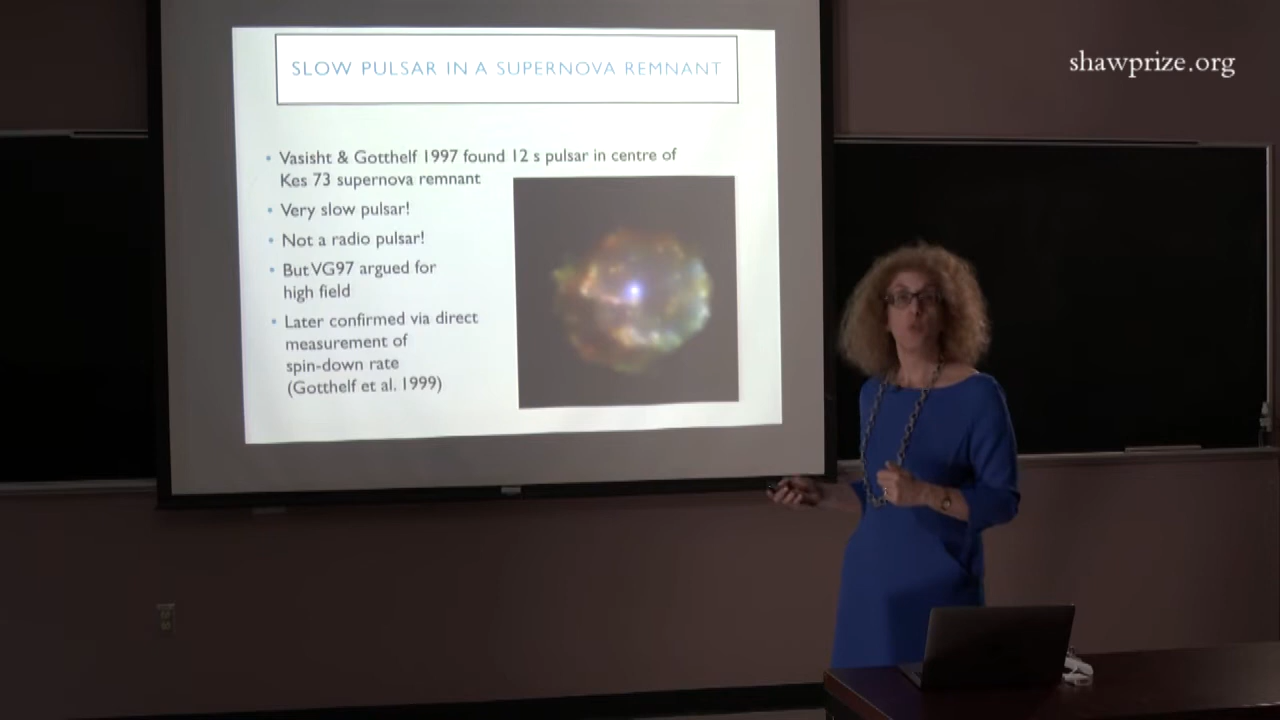 shawprize.org
SLOW PULSAR IN A SUPERNOVA REMNANT
• Vasisht & Gotthelf 1997 found 12 s pulsar in centre of
Kes 73 supernova remnant
• Very slow pulsar!
• Not a radio pulsar!
• But VG97 argued for
high field
• Later confirmed via direct
measurement of
spin-down rate
(Gotthelf et al. 1999)